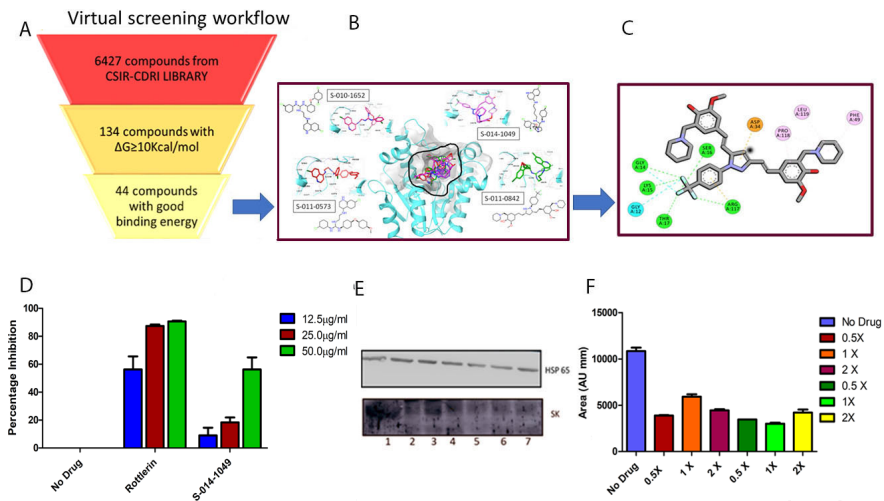 A
Virtual screening workflow
6427 compounds from
CSIR-CDRI LIBRARY
134 compounds with
ΔG≥10Kcal/mol
44 compounds
with good
binding energy
B
S-010-1652
S-014-1049
S-011-0573
S-011-0842
C
ASP
A:34
LEU
A:119
PHE
A:49
PRO
A:118
SER
A:16
GLY
A:14
LYS
A:15
GLY
A:12
THR
A:17
ARG
A:117
D
Percentage Inhibition
100
80
60
40
20
0
No Drug
Rottlerin
S-014-1049
12.5µg/ml
25.0µg/ml
50.0µg/ml
E
HSP 65
SK
1 2 3 4 5 6 7
F
Area (AU mm)
15000
10000
5000
0
No Drug
0.5X
1 X
2 X
0.5 X
1X
2X
No Drug
0.5X
1 X
2 X
0.5 X
1X
2X